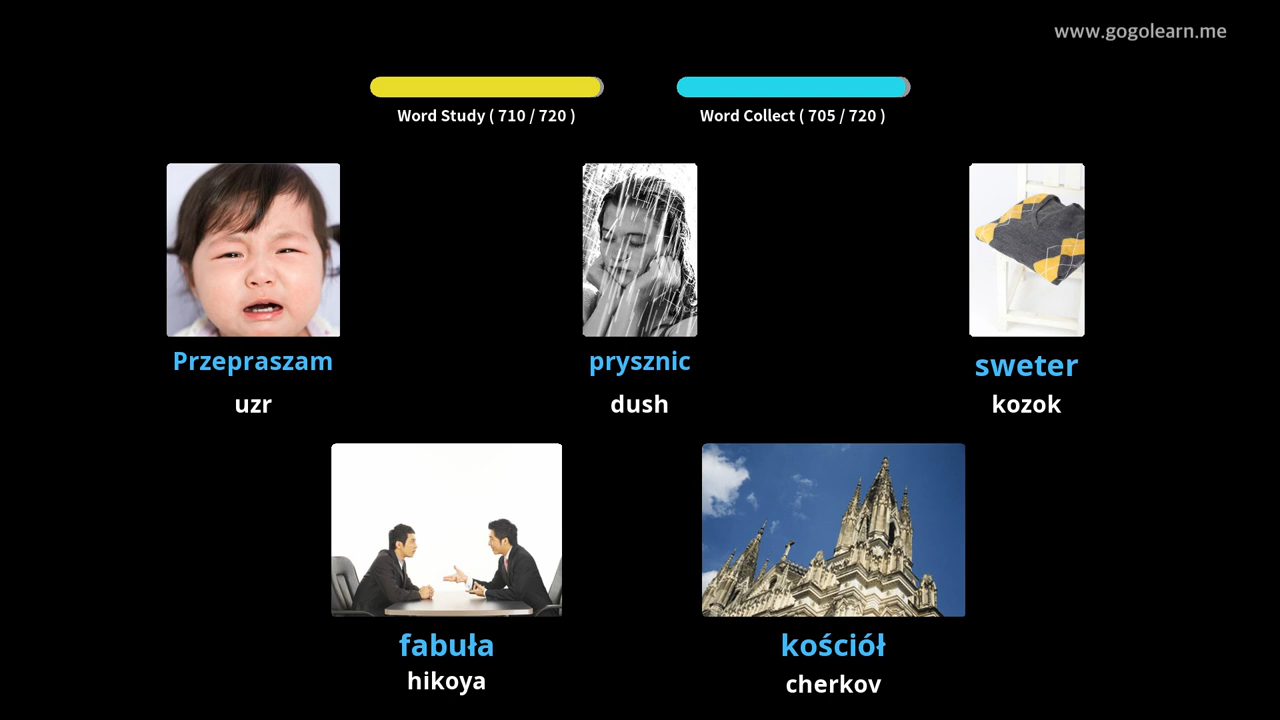 www.gogolearn.me
Word Study ( 710 / 720 )
Word Collect ( 705 / 720 )
Przepraszam
uzr
prysznic
dush
sweter
kozok
fabuła
hikoya
kościół
cherkov